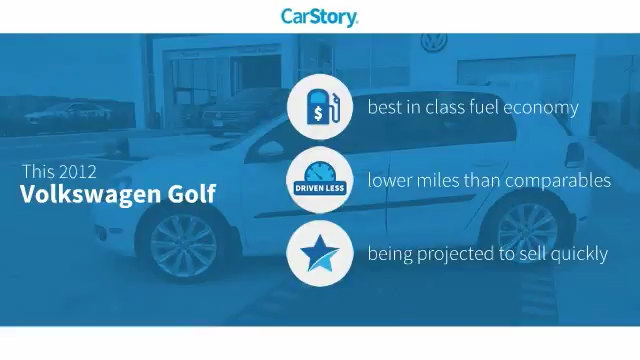 CarStory.
This 2012
Volkswagen Golf
$
best in class fuel economy
DRIVEN LESS
lower miles than comparables
being projected to sell quickly